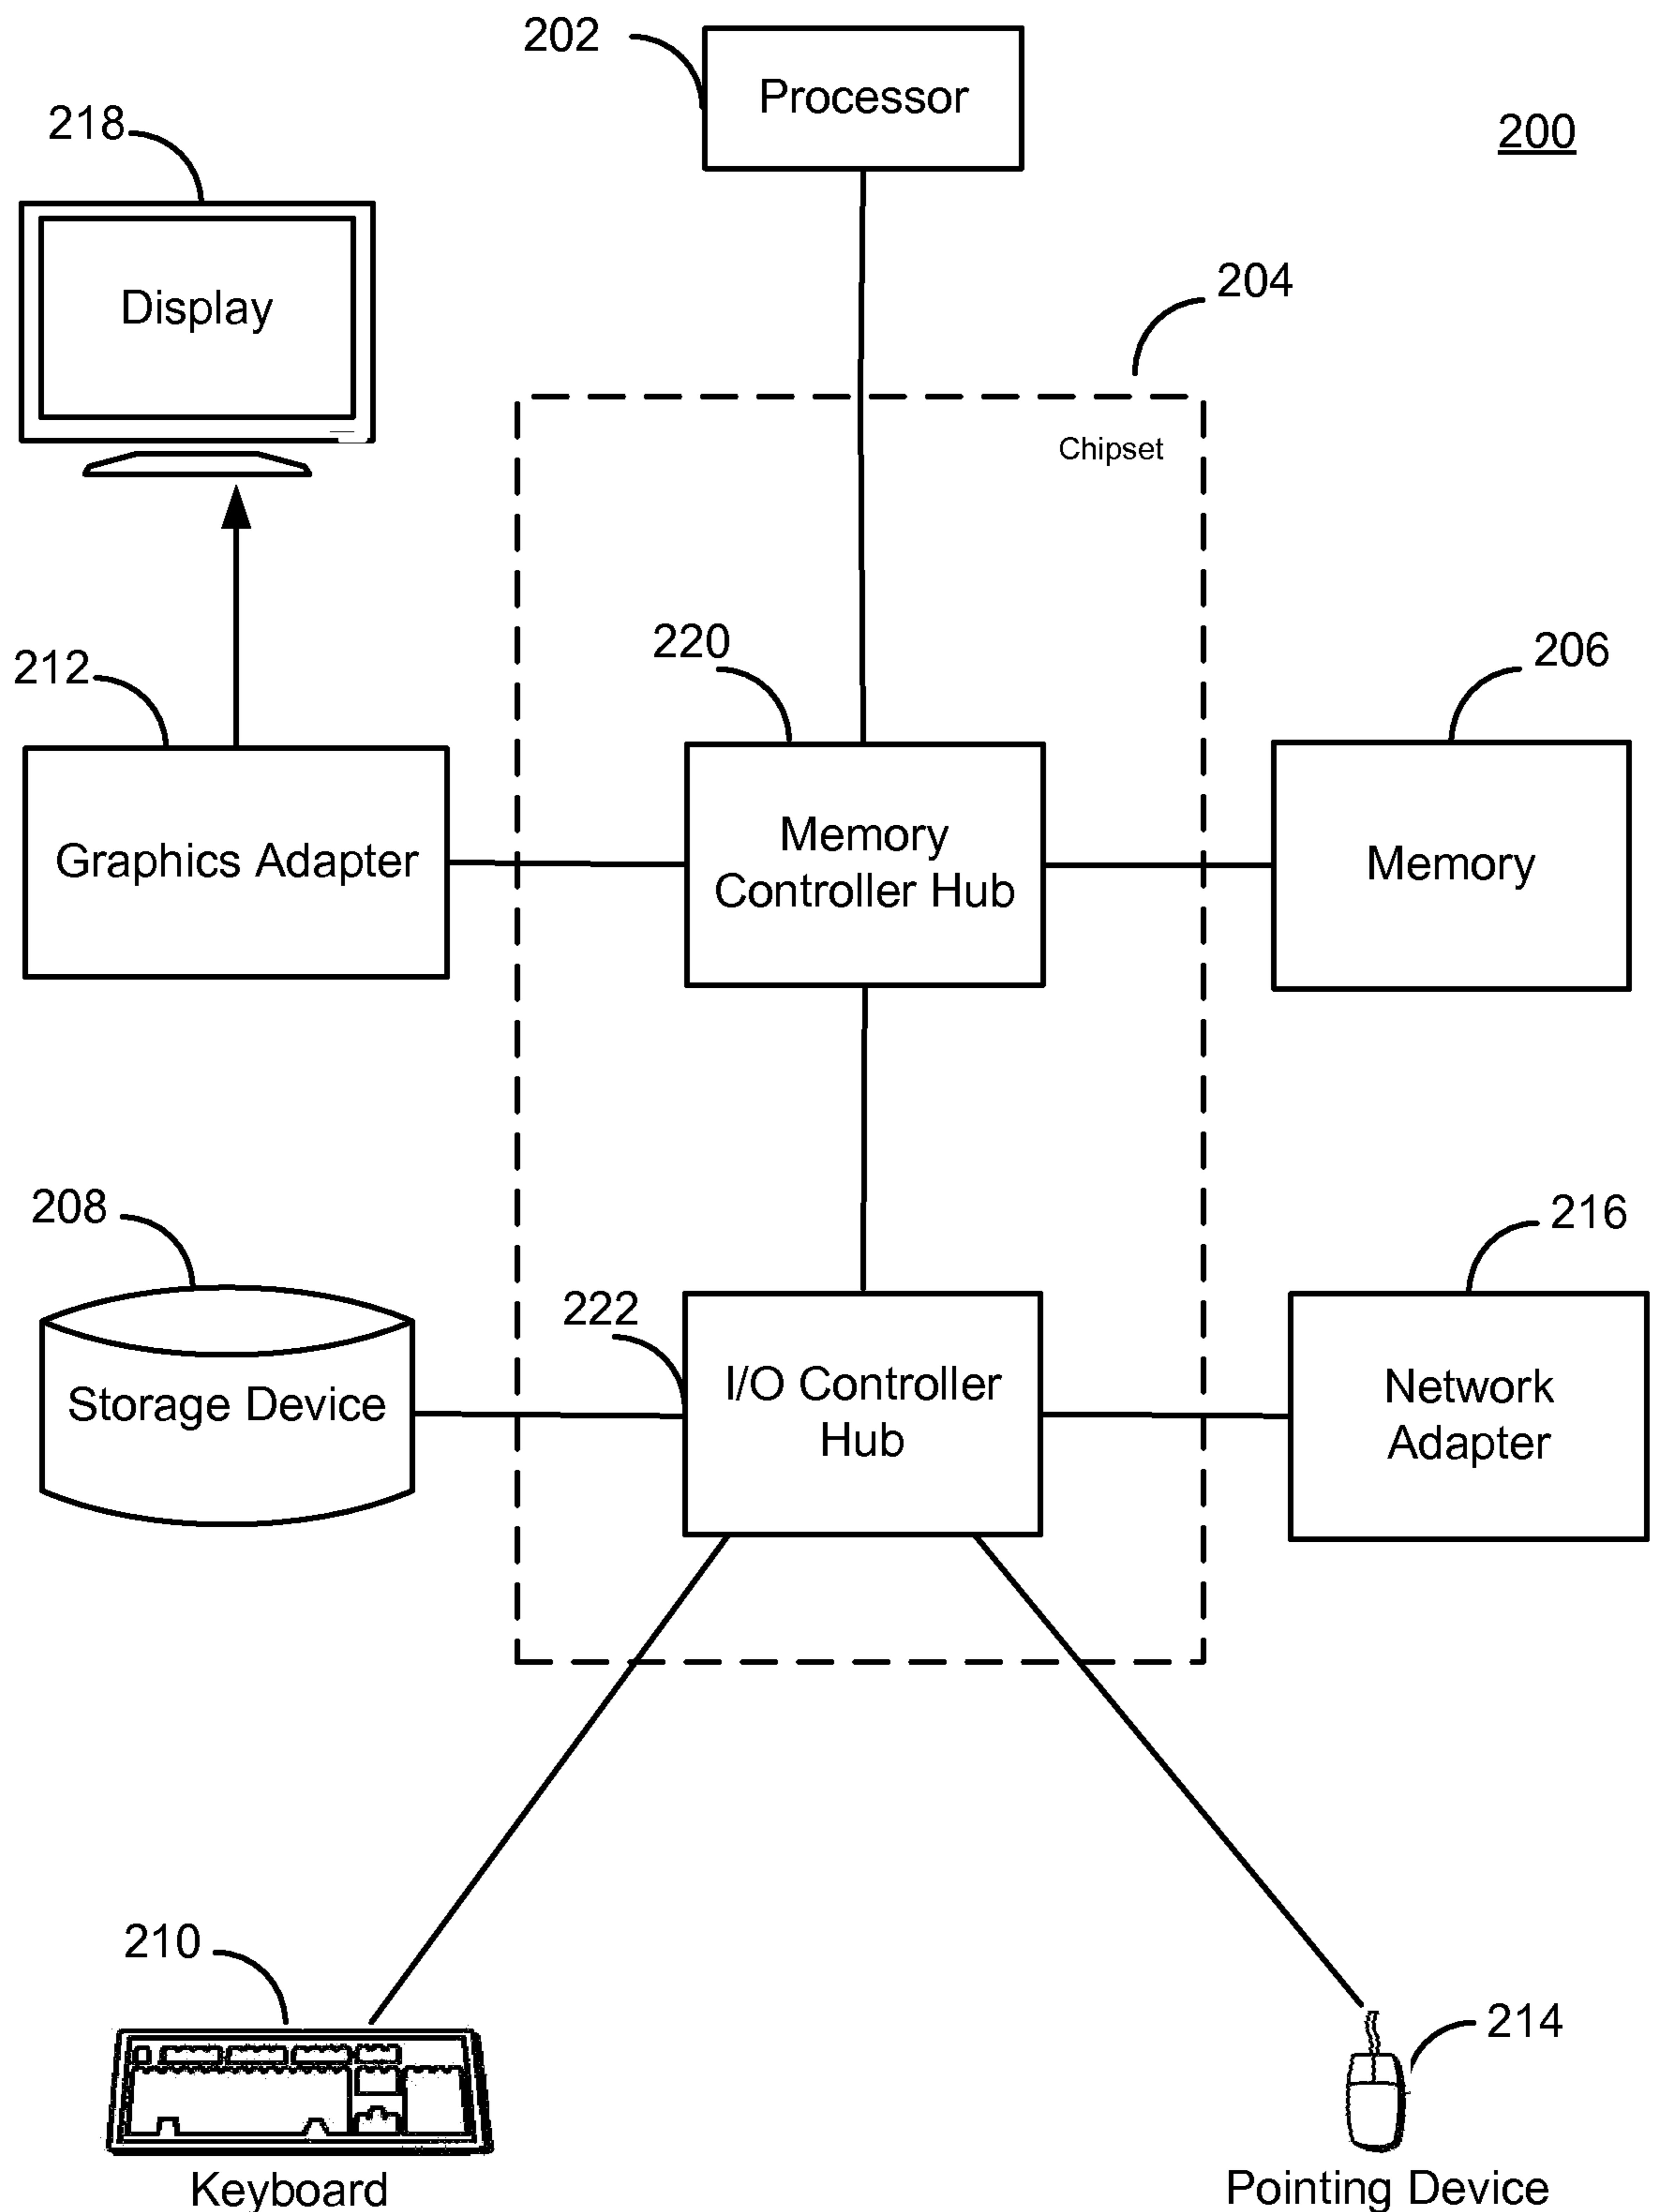 202
Processor
200
218
Display
204
Chipset
212
220
206
Graphics Adapter
Memory
Controller Hub
Memory
208
222
216
Storage Device
I/O Controller
Hub
Network
Adapter
210
214
Keyboard
Pointing Device